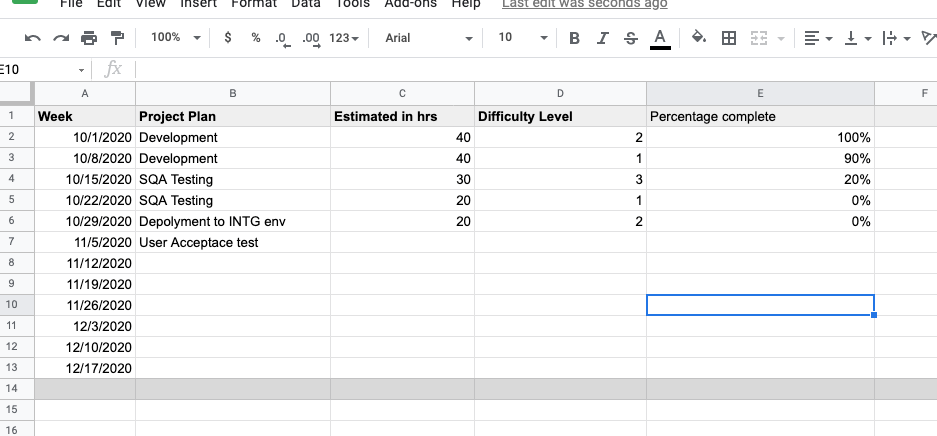 File Edit View Insert Format Data Tools Add-ons Help Last edit was seconds ago
100% $ % .0 .00 123 Arial 10 B I S A
E10 fx
A B C D E F
1 Week Project Plan Estimated in hrs Difficulty Level Percentage complete
2 10/1/2020 Development 40 2 100%
3 10/8/2020 Development 40 1 90%
4 10/15/2020 SQA Testing 30 3 20%
5 10/22/2020 SQA Testing 20 1 0%
6 10/29/2020 Depolyment to INTG env 20 2 0%
7 11/5/2020 User Acceptace test
8 11/12/2020
9 11/19/2020
10 11/26/2020
11 12/3/2020
12 12/10/2020
13 12/17/2020
14
15
16